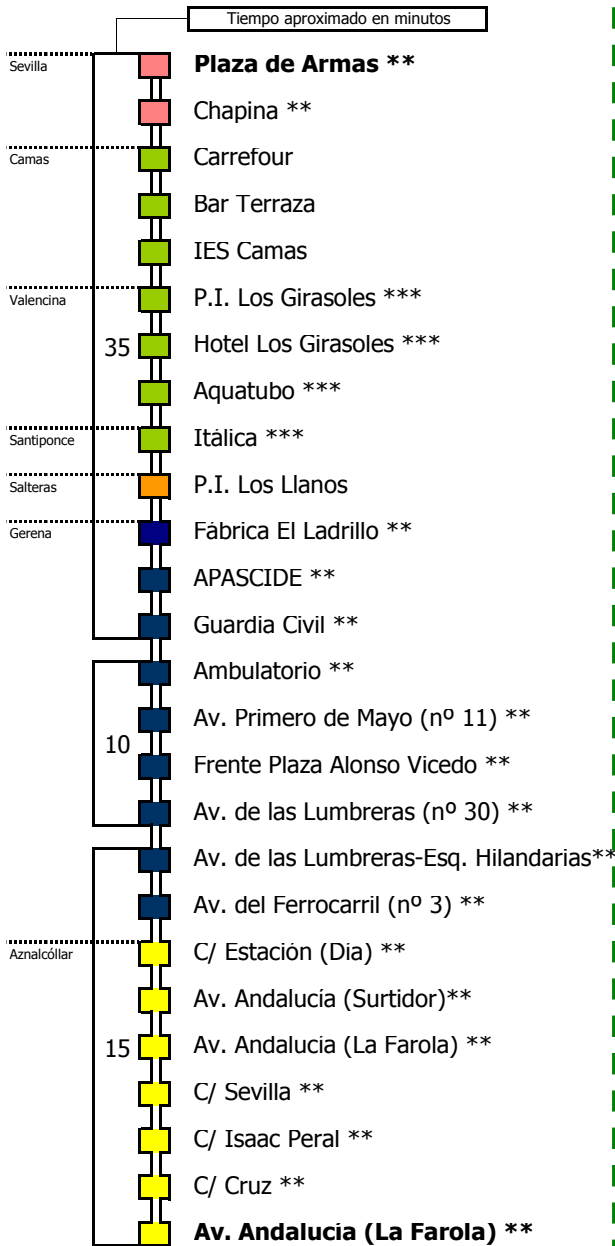 Tiempo aproximado en minutos
Sevilla
Plaza de Armas **
Chapina **
Camas
Carrefour
Bar Terraza
IES Camas
Valencina
P.I. Los Girasoles ***
35
Hotel Los Girasoles ***
Aquatubo ***
Santiponce
Itálica ***
Salteras
P.I. Los Llanos
Gerena
Fábrica El Ladrillo **
APASCIDE **
Guardia Civil **
Ambulatorio **
Av. Primero de Mayo (nº 11) **
10
Frente Plaza Alonso Vicedo **
Av. de las Lumbreras (nº 30) **
Av. de las Lumbreras-Esq. Hilandarias**
Av. del Ferrocarril (nº 3) **
Aznalcóllar
C/ Estación (Dia) **
Av. Andalucía (Surtidor)**
15
Av. Andalucia (La Farola) **
C/ Sevilla **
C/ Isaac Peral **
C/ Cruz **
Av. Andalucía (La Farola) **